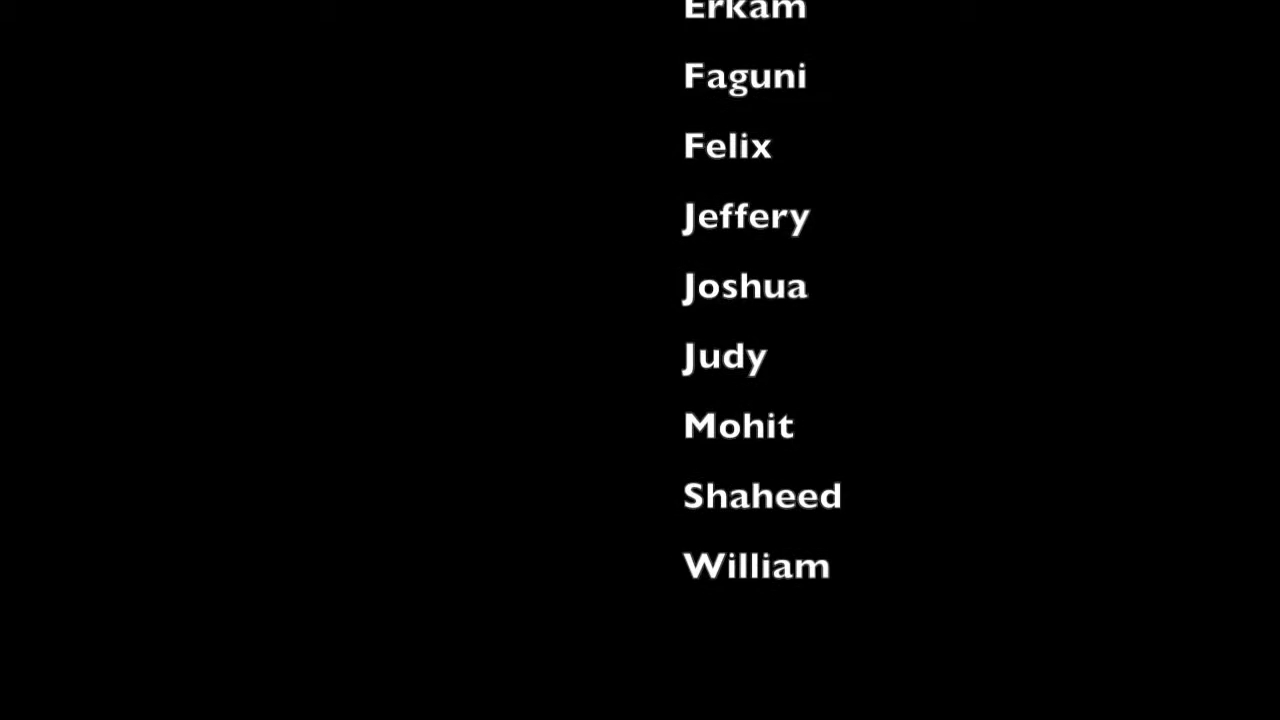 Erkam
Faguni
Felix
Jeffery
Joshua
Judy
Mohit
Shaheed
William